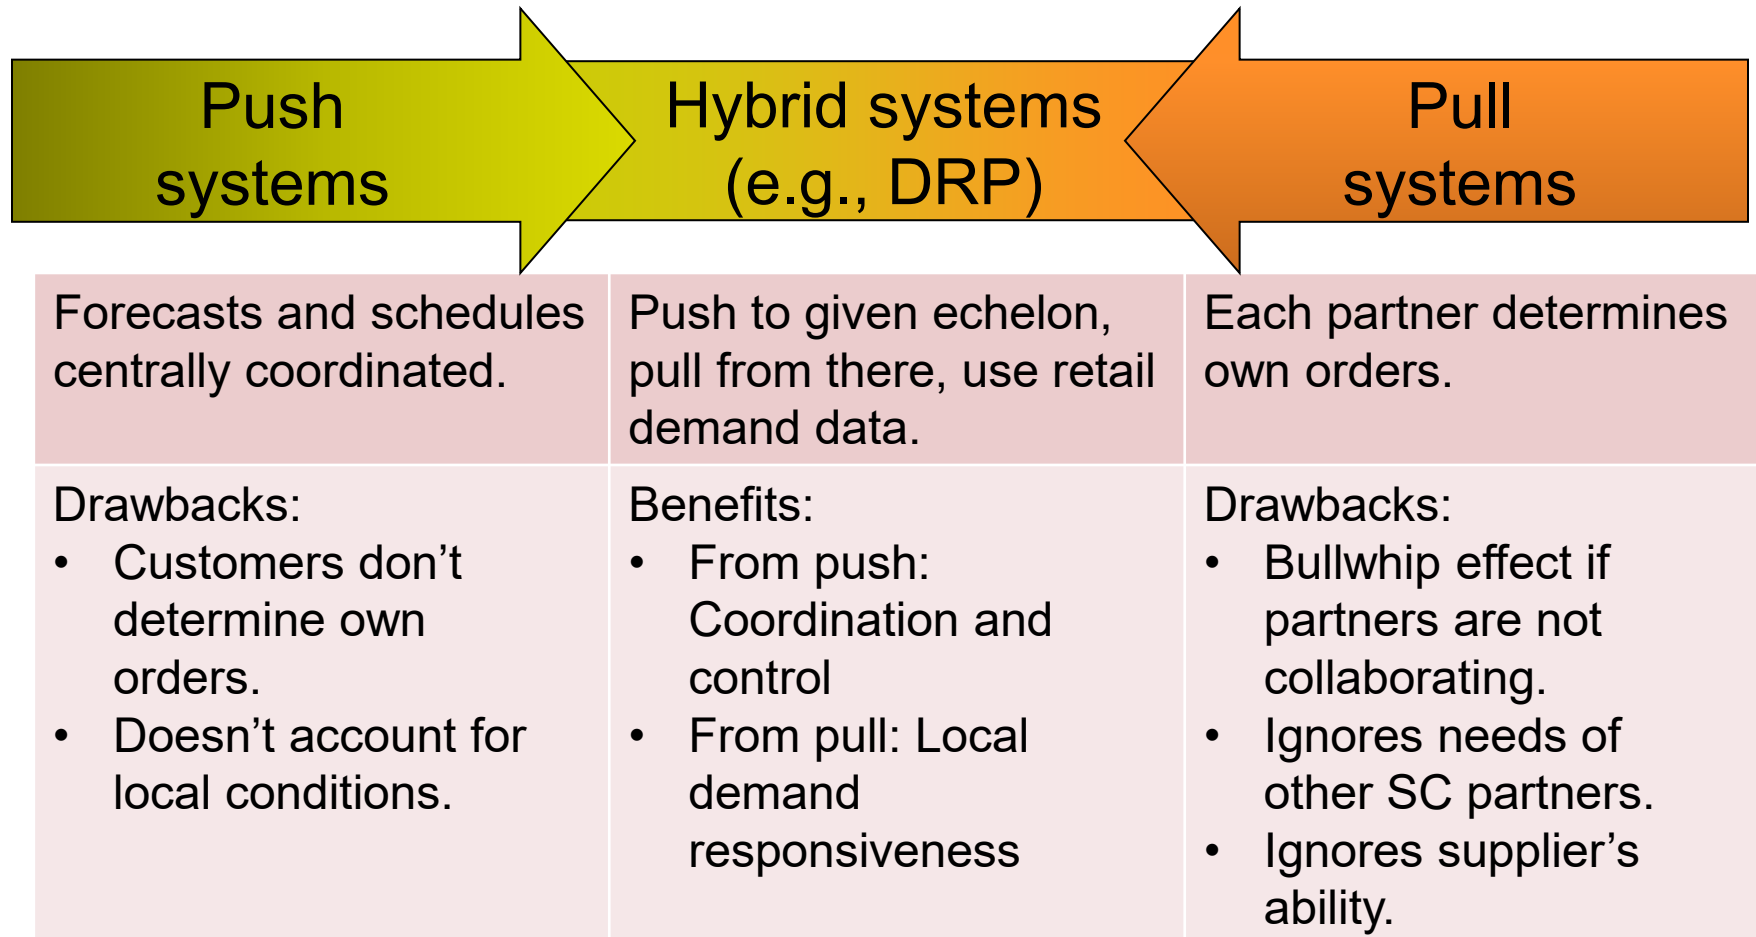 Push
systems
Hybrid systems
(e.g., DRP)
Pull
systems
Forecasts and schedules
centrally coordinated.
Push to given echelon,
pull from there, use retail
demand data.
Each partner determines
own orders.
Drawbacks:
• Customers don’t
determine own
orders.
• Doesn’t account for
local conditions.
Benefits:
• From push:
Coordination and
control
• From pull: Local
demand
responsiveness
Drawbacks:
• Bullwhip effect if
partners are not
collaborating.
• Ignores needs of
other SC partners.
• Ignores supplier’s
ability.